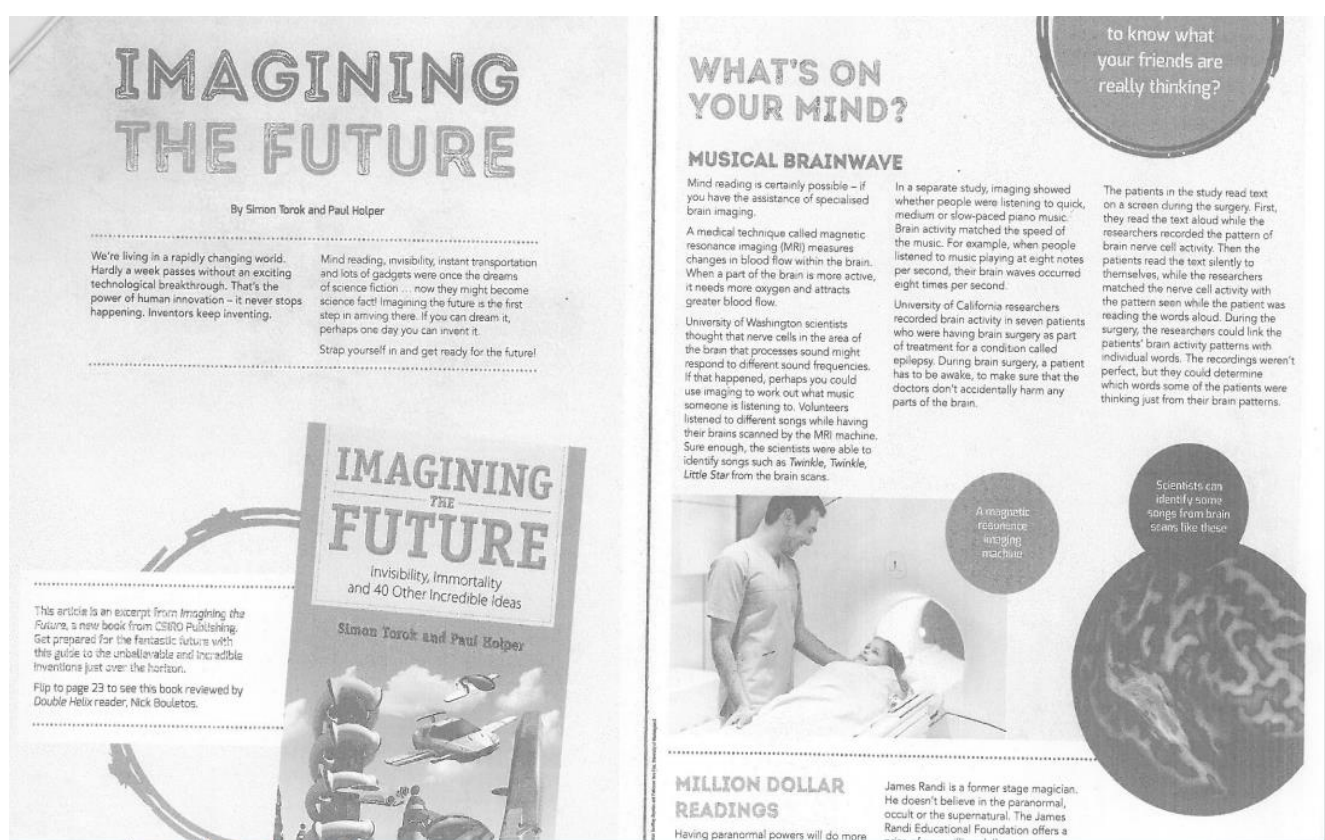 IMAGINING
THE FUTURE
By Simon Torok and Paul Holper
We're living in a rapidly changing world.
Hardly a week passes without an exciting
technological breakthrough. That's the
power of human innovation – it never stops
happening. Inventors keep inventing.
Mind reading, invisibility, instant transportation
and lots of gadgets were once the dreams
of science fiction ... now they might become
science fact! Imagining the future is the first
step in arriving there. If you can dream it,
perhaps one day you can invent it.
Strap yourself in and get ready for the future!
IMAGINING
THE
FUTURE
Invisibility, Immortality
and 40 Other Incredible Ideas
Simon Torok and Paul Holper
This article is an excerpt from Imagining the
Future, a new book from CSIRO Publishing.
Get prepared for the fantastic future with
this guide to the unbelievable and incredible
inventions just over the horizon.
Flip to page 23 to see this book reviewed by
Double Helix reader, Nick Bouletos.
to know what
your friends are
really thinking?
WHAT'S ON
YOUR MIND?
MUSICAL BRAINWAVE
Mind reading is certainly possible – if
you have the assistance of specialised
brain imaging.
A medical technique called magnetic
resonance imaging (MRI) measures
changes in blood flow within the brain.
When a part of the brain is more active,
it needs more oxygen and attracts
greater blood flow.
University of Washington scientists
thought that nerve cells in the area of
the brain that processes sound might
respond to different sound frequencies.
If that happened, perhaps you could
use imaging to work out what music
someone is listening to. Volunteers
listened to different songs while having
their brains scanned by the MRI machine.
Sure enough, the scientists were able to
identify songs such as Twinkle, Twinkle,
Little Star from the brain scans.
In a separate study, imaging showed
whether people were listening to quick,
medium or slow-paced piano music.
Brain activity matched the speed of
the music. For example, when people
listened to music playing at eight notes
per second, their brain waves occurred
eight times per second.
University of California researchers
recorded brain activity in seven patients
who were having brain surgery as part
of treatment for a condition called
epilepsy. During brain surgery, a patient
has to be awake, to make sure that the
doctors don't accidentally harm any
parts of the brain.
The patients in the study read text
on a screen during the surgery. First,
they read the text aloud while the
researchers recorded the pattern of
brain nerve cell activity. Then the
patients read the text silently to
themselves, while the researchers
matched the nerve cell activity with
the pattern seen while the patient was
reading the words aloud. During the
surgery, the researchers could link the
patients' brain activity patterns with
individual words. The recordings weren't
perfect, but they could determine
which words some of the patients were
thinking just from their brain patterns.
A magnetic
resonance
imaging
machine
Scientists can
identify some
songs from brain
scans like these
MILLION DOLLAR
READINGS
Having paranormal powers will do more
James Randi is a former stage magician.
He doesn't believe in the paranormal,
occult or the supernatural. The James
Randi Educational Foundation offers a